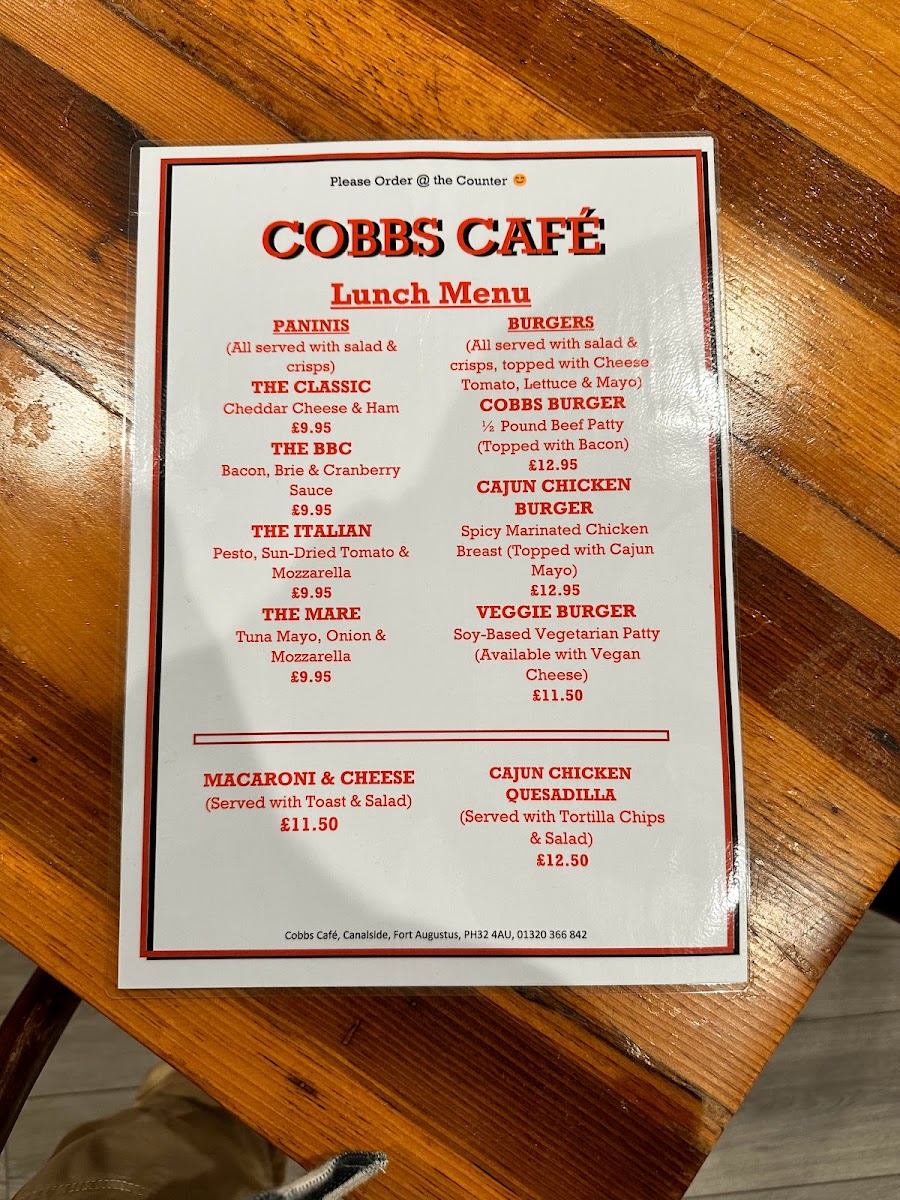 Please Order @ the Counter 😊
COBBS CAFÉ
Lunch Menu
PANINIS
(All served with salad &
crisps)
THE CLASSIC
Cheddar Cheese & Ham
£9.95
THE BBC
Bacon, Brie & Cranberry
Sauce
£9.95
THE ITALIAN
Pesto, Sun-Dried Tomato &
Mozzarella
£9.95
THE MARE
Tuna Mayo, Onion &
Mozzarella
£9.95
BURGERS
(All served with salad &
crisps, topped with Cheese
Tomato, Lettuce & Mayo)
COBBS BURGER
½ Pound Beef Patty
(Topped with Bacon)
£12.95
CAJUN CHICKEN
BURGER
Spicy Marinated Chicken
Breast (Topped with Cajun
Mayo)
£12.95
VEGGIE BURGER
Soy-Based Vegetarian Patty
(Available with Vegan
Cheese)
£11.50
MACARONI & CHEESE
(Served with Toast & Salad)
£11.50
CAJUN CHICKEN
QUESADILLA
(Served with Tortilla Chips
& Salad)
£12.50
Cobbs Café, Canalside, Fort Augustus, PH32 4AU, 01320 366 842